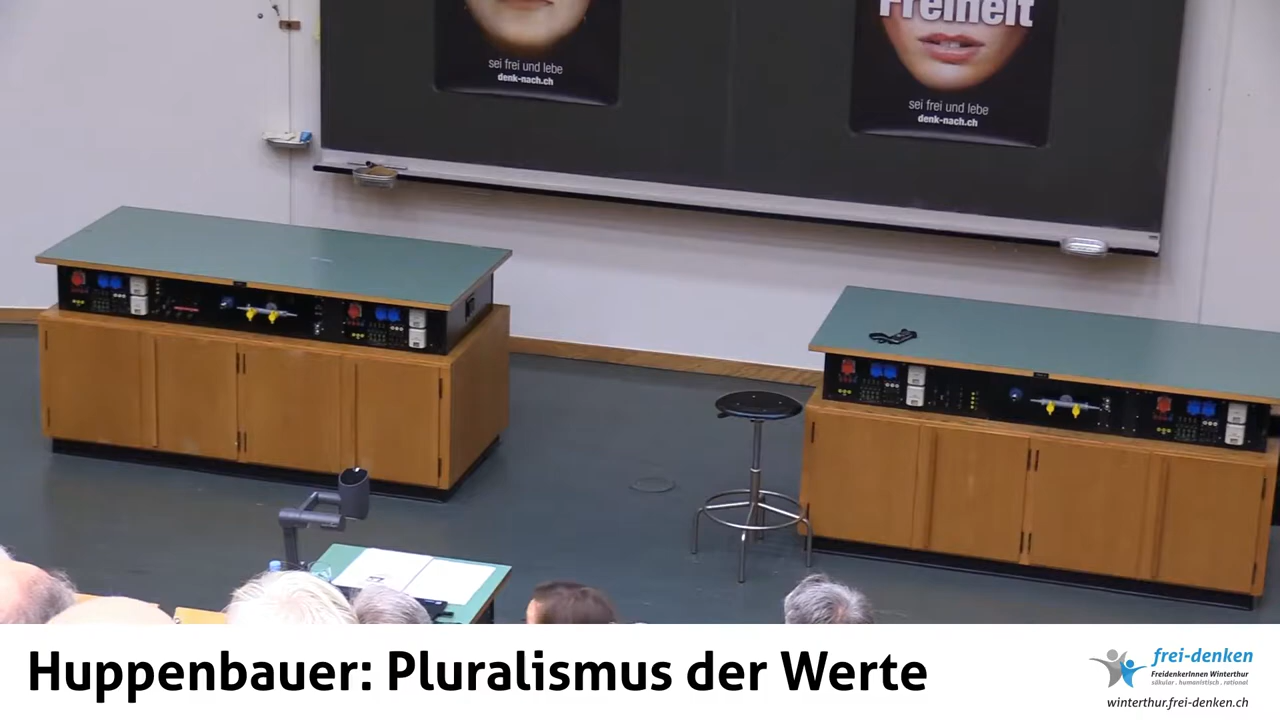 Freiheit
sei frei und lebe
denk-nach.ch
sei frei und lebe
denk-nach.ch
Huppenbauer: Pluralismus der Werte
frei-denken
FreidenkerInnen Winterthur
säkular . humanistisch . rational
winterthur.frei-denken.ch